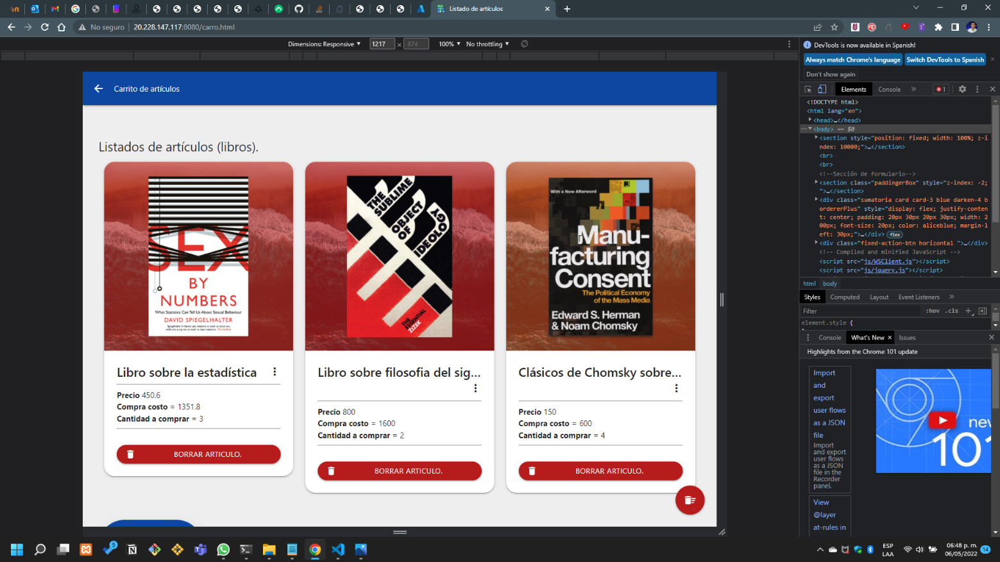 Listado de artículos
No seguro
20.228.147.117:8080/carro.html
Dimensions: Responsive
1217
×
874
100%
No throttling
DevTools is now available in Spanish!
Always match Chrome's language
Switch DevTools to Spanish
Don't show again
Elements
Console
1
<!DOCTYPE html>
<html lang="en">
<head>…</head>
<body> == $0
<section style="position: fixed; width: 100%; z-i
ndex: 10000;">…</section>
<br>
<br>
<!--Sección de formulario-->
<section class="paddingerBox" style="z-index: -2;
">…</section>
<div class="sumatoria card card-3 blue darken-4 b
ordererPlus" style="display: flex; justify-conten
t: center; padding: 20px 30px 20px 30px; width: 2
00px; font-size: 20px; color: aliceblue; margin-l
eft: 30px;">…</div> flex
<div class="fixed-action-btn horizontal ">…</div>
<!-- Compiled and minified JavaScript -->
<script src="js/WSClient.js"></script>
<script src="js/jquery.js"></script>
html body
Styles
Computed
Layout
Event Listeners
Filter
:hov .cls
element.style {
Console
What's New
Issues
Highlights from the Chrome 101 update
Import
and
export
user flows
as a JSON
file
Import
and export
user flows
as a JSON
file in the
Recorder
panel.
View
@layer
at-rules in
new
101
Carrito de artículos
Listados de artículos (libros).
SEX
BY
NUMBERS
What Statistics Can Tell Us About Sexual Behaviour
DAVID SPIEGELHALTER
THE SUBLIME
OBJECT
OF
IDEOLOGY
THE
ESSENTIAL
ZIZEK
With a New Afterword
Manu-
facturing
Consent
The Political Economy
of the Mass Media
Edward S. Herman
& Noam Chomsky
Libro sobre la estadística
Precio 450.6
Compra costo = 1351.8
Cantidad a comprar = 3
BORRAR ARTICULO.
Libro sobre filosofia del sig...
Precio 800
Compra costo = 1600
Cantidad a comprar = 2
BORRAR ARTICULO.
Clásicos de Chomsky sobre...
Precio 150
Compra costo = 600
Cantidad a comprar = 4
BORRAR ARTICULO.
5
ESP
LAA
06:48 p. m.
06/05/2022
14